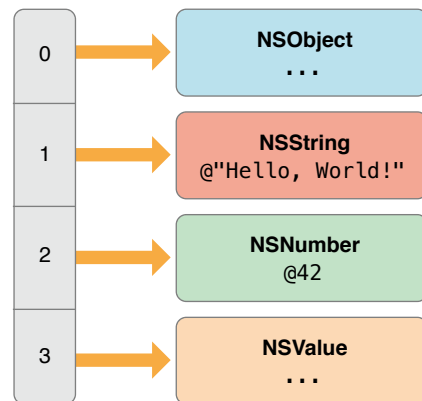 0
NSObject
...
1
NSString
@"Hello, World!"
2
NSNumber
@42
3
NSValue
...